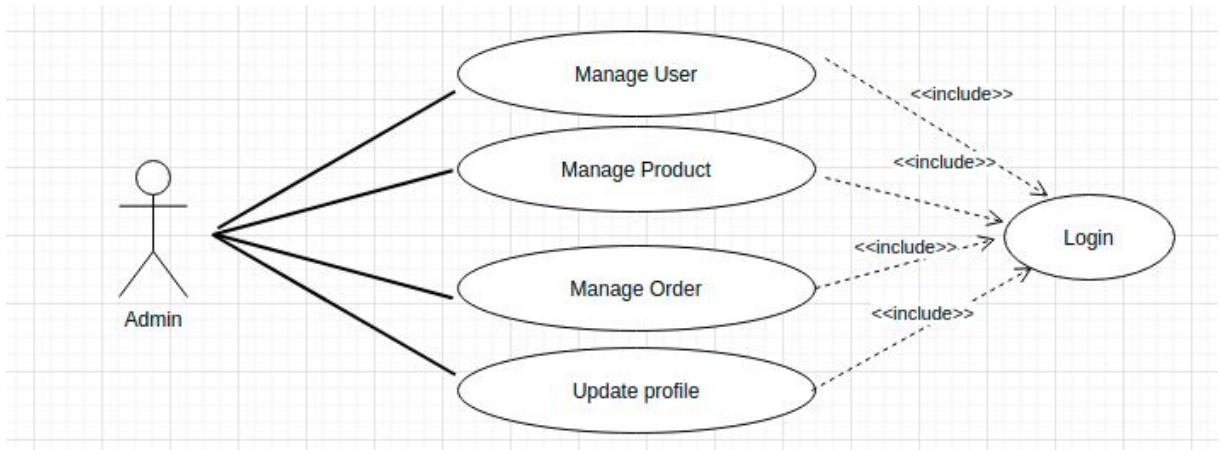 Manage User
<<include>>
Manage Product
<<include>>
Login
<<include>>
Manage Order
<<include>>
Admin
Update profile